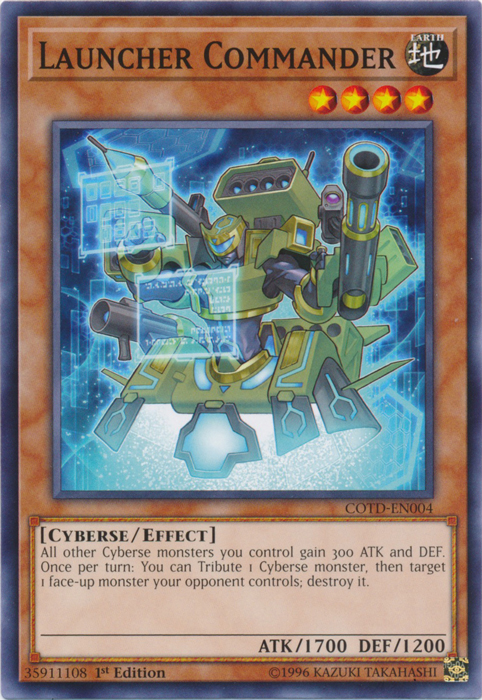 LAUNCHER COMMANDER
EARTH
地
COTD-EN004
[CYBERSE/EFFECT]
All other Cyberse monsters you control gain 300 ATK and DEF.
Once per turn: You can Tribute 1 Cyberse monster, then target
1 face-up monster your opponent controls; destroy it.
ATK/1700 DEF/1200
35911108 1st Edition ©1996 KAZUKI TAKAHASHI